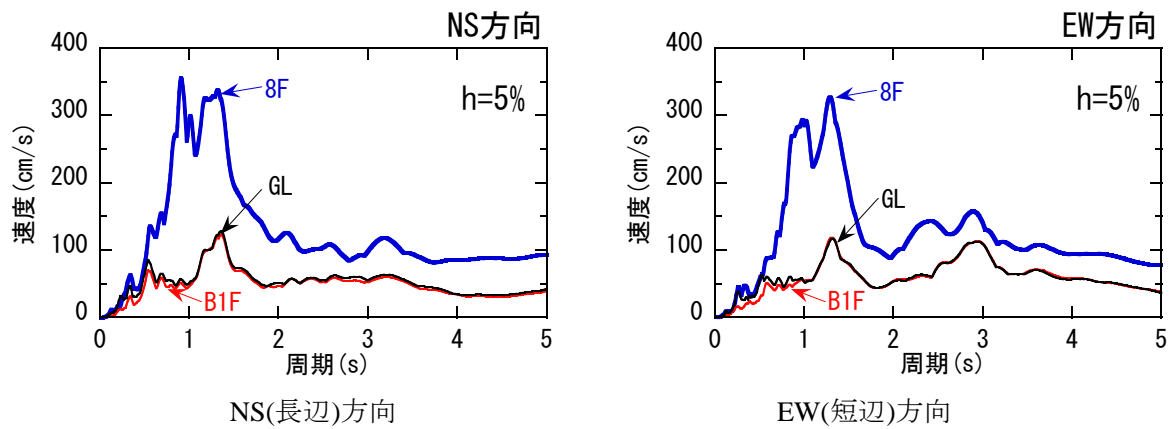 NS方向
400
300
200
100
0
速度(cm/s)
8F
h=5%
GL
B1F
0 1 2 3 4 5
周期(s)
NS(長辺)方向
EW方向
400
300
200
100
0
速度(cm/s)
8F
h=5%
GL
B1F
0 1 2 3 4 5
周期(s)
EW(短辺)方向